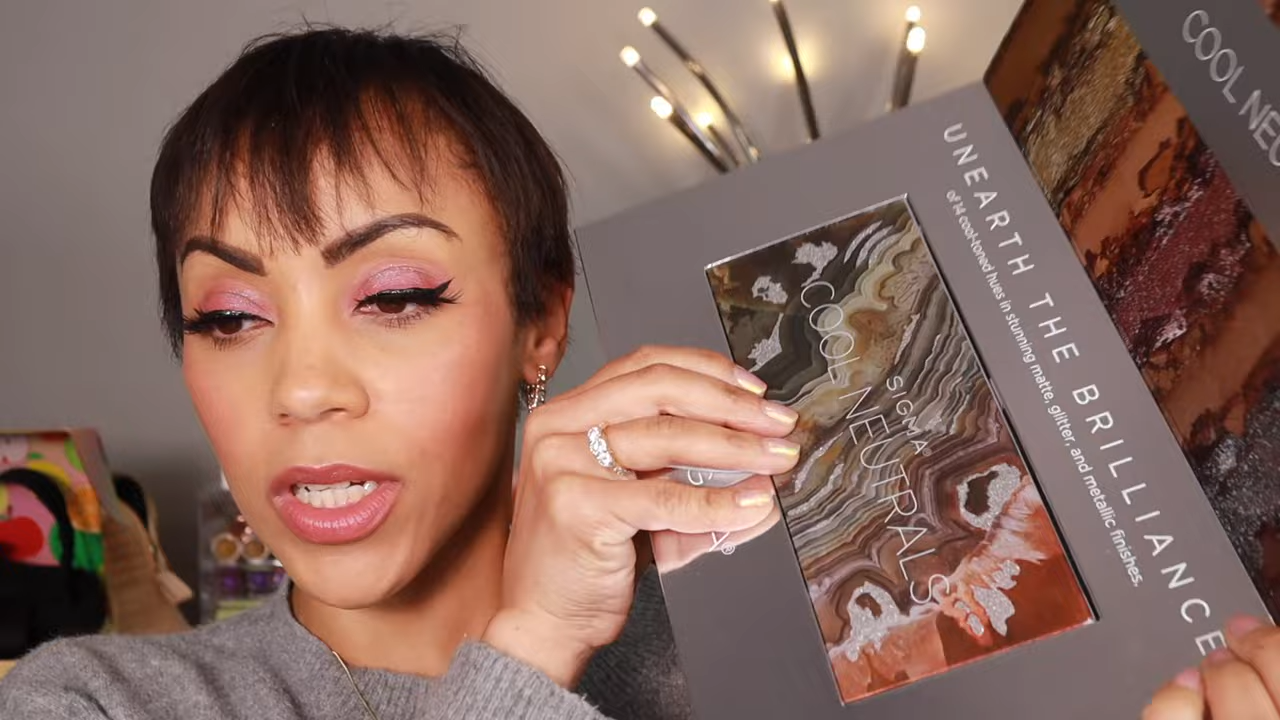 COOL NEU
UNEARTH THE BRILLIANCE
of 14 cool-toned hues in stunning matte, glitter, and metallic finishes.
SIGMA®
COOL NEUTRALS